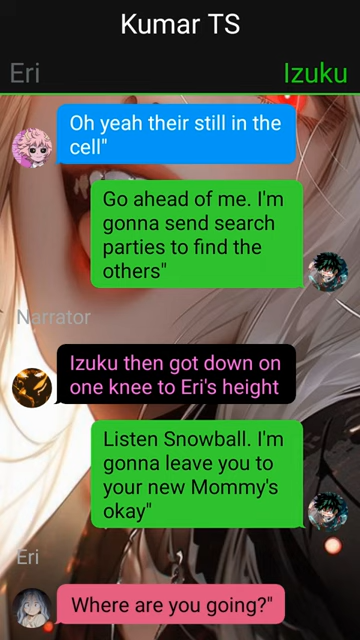 Kumar TS
Eri
Izuku
Oh yeah their still in the
cell"
Go ahead of me. I'm
gonna send search
parties to find the
others"
Narrator
Izuku then got down on
one knee to Eri's height
Listen Snowball. I'm
gonna leave you to
your new Mommy's
okay"
Eri
Where are you going?"